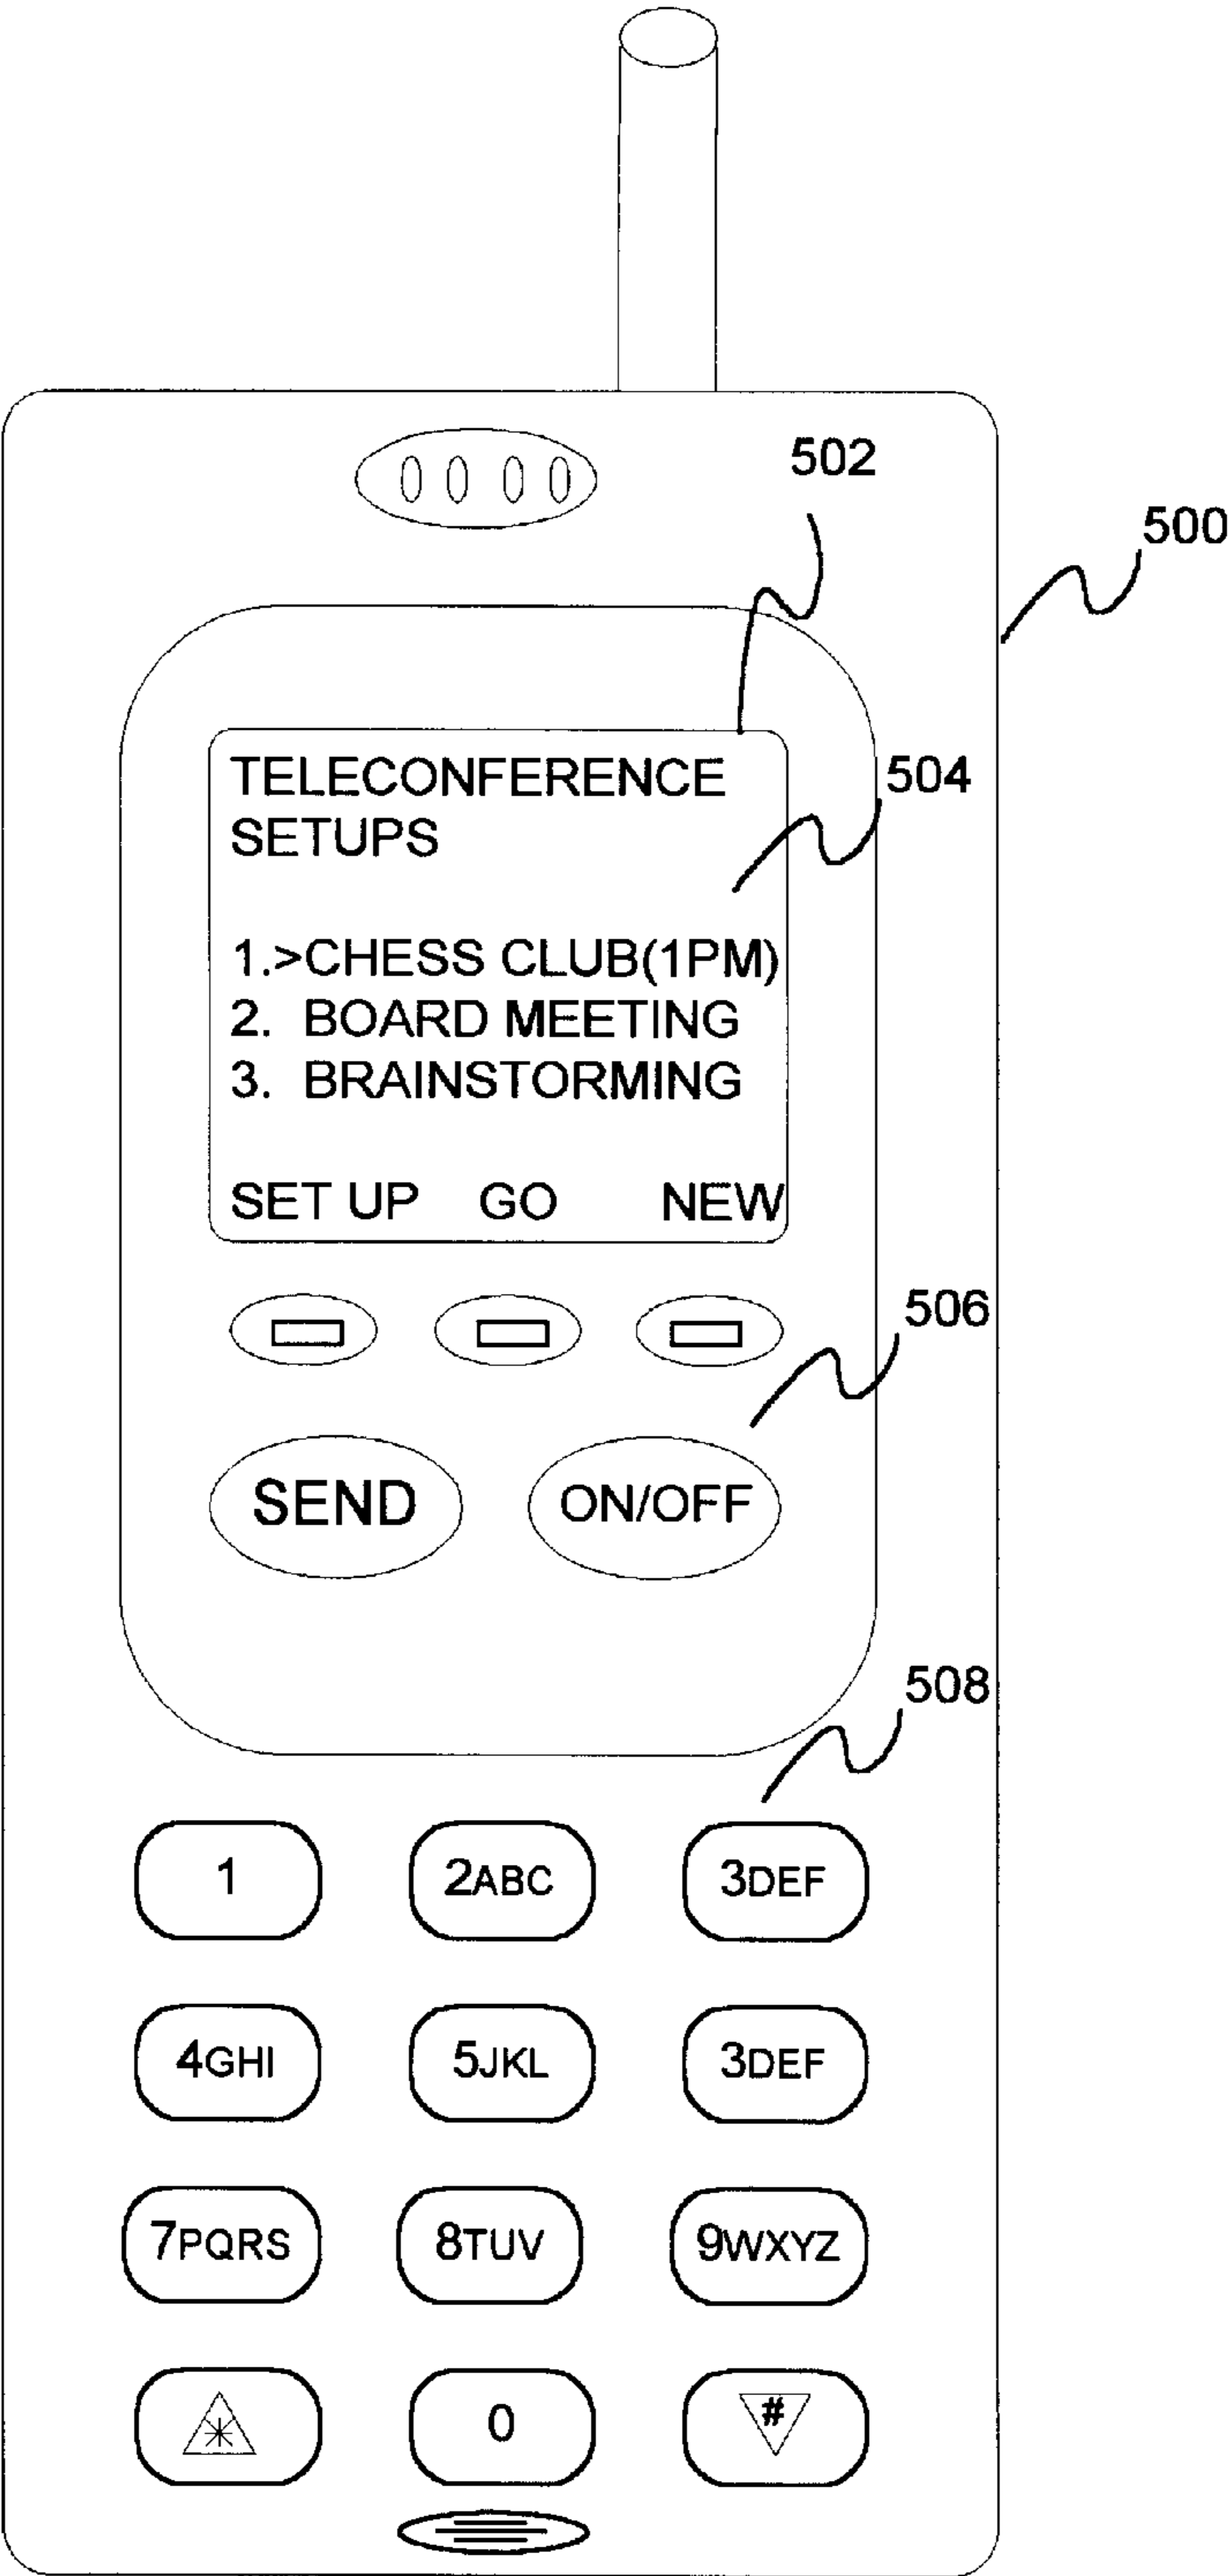 502
500
TELECONFERENCE
SETUPS
504
1.>CHESS CLUB(1PM)
2. BOARD MEETING
3. BRAINSTORMING
SET UP GO NEW
506
SEND ON/OFF
508
1 2ABC 3DEF
4GHI 5JKL 3DEF
7PQRS 8TUV 9WXYZ
* 0 #